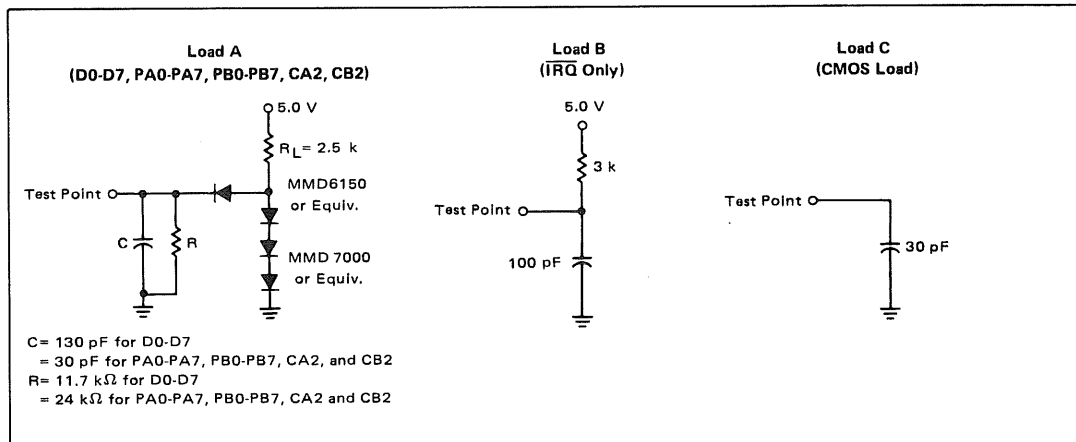 Load A
(D0-D7, PA0-PA7, PB0-PB7, CA2, CB2)
5.0 V
RL= 2.5 k
Test Point
MMD6150
or Equiv.
C
R
MMD 7000
or Equiv.
C= 130 pF for D0-D7
= 30 pF for PA0-PA7, PB0-PB7, CA2, and CB2
R= 11.7 kΩ for D0-D7
= 24 kΩ for PA0-PA7, PB0-PB7, CA2 and CB2
Load B
(I̅R̅Q̅ Only)
5.0 V
3 k
Test Point
100 pF
Load C
(CMOS Load)
Test Point
30 pF